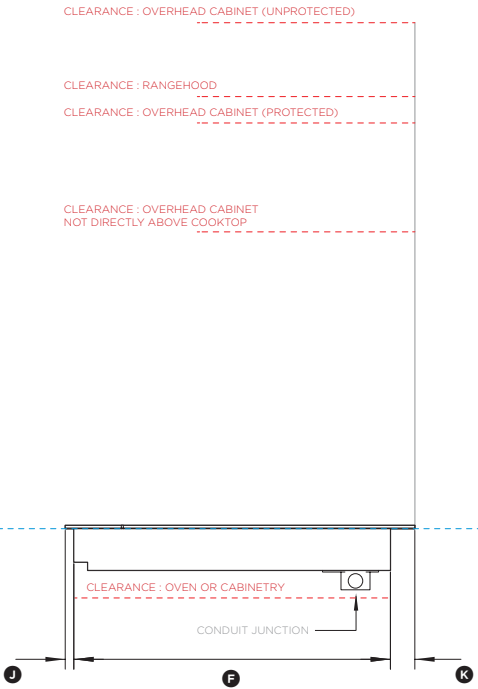 CLEARANCE : OVERHEAD CABINET (UNPROTECTED)
CLEARANCE : RANGEHOOD
CLEARANCE : OVERHEAD CABINET (PROTECTED)
CLEARANCE : OVERHEAD CABINET
NOT DIRECTLY ABOVE COOKTOP
CLEARANCE : OVEN OR CABINETRY
CONDUIT JUNCTION
J
F
K